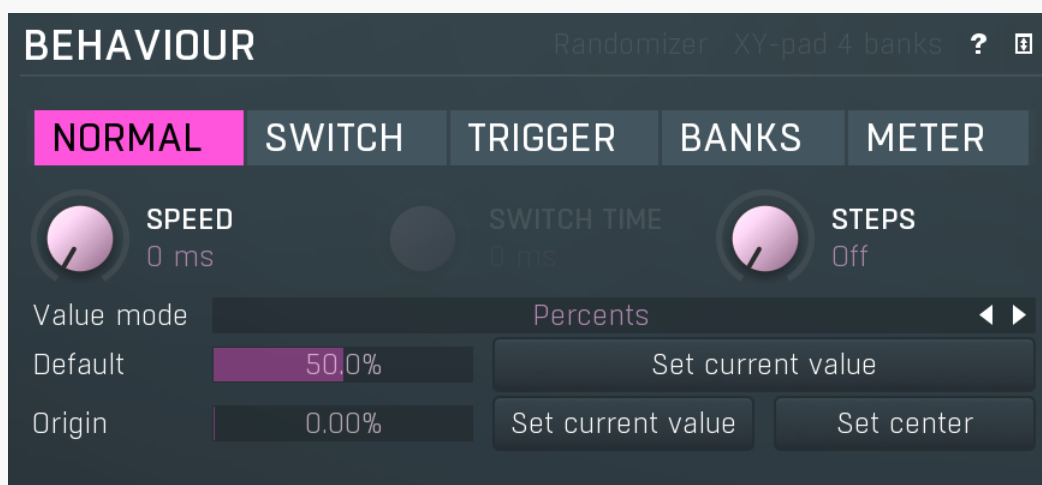 BEHAVIOUR Randomizer XY-pad 4 banks ?
NORMAL SWITCH TRIGGER BANKS METER
SPEED SWITCH TIME STEPS
0 ms 0 ms Off
Value mode Percents
Default 50.0% Set current value
Origin 0.00% Set current value Set center